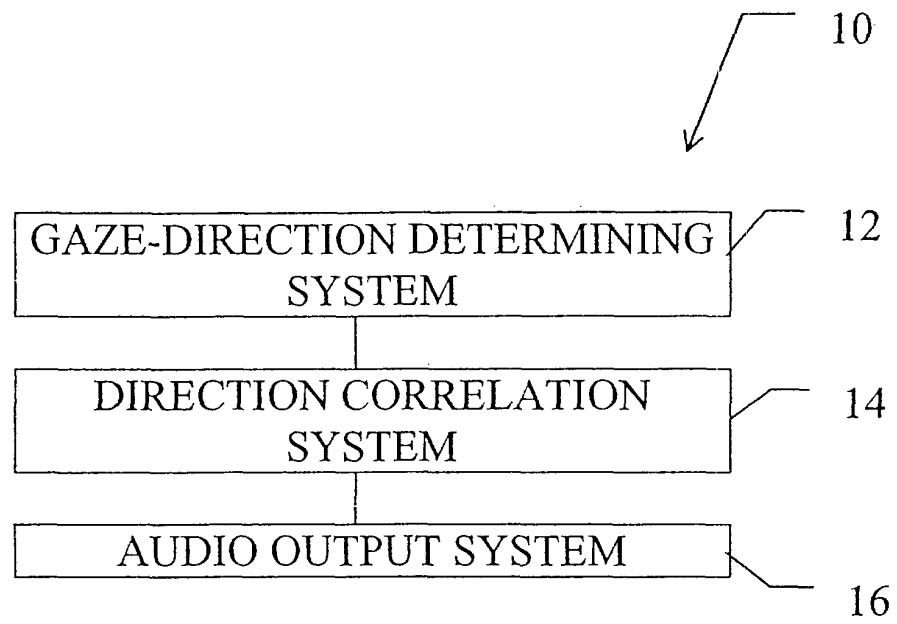 10
GAZE-DIRECTION DETERMINING
SYSTEM
12
DIRECTION CORRELATION
SYSTEM
14
AUDIO OUTPUT SYSTEM
16